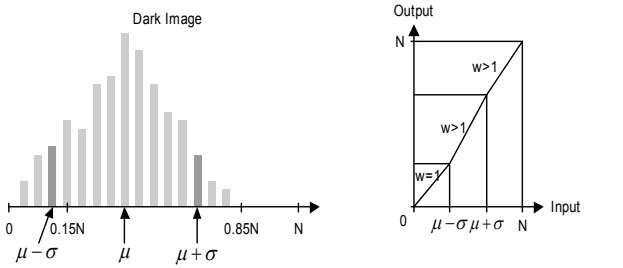 Dark Image
0 0.15N 0.85N N
μ−σ μ μ+σ
Output
N
w>1
w>1
w=1
0 μ−σ μ+σ N Input